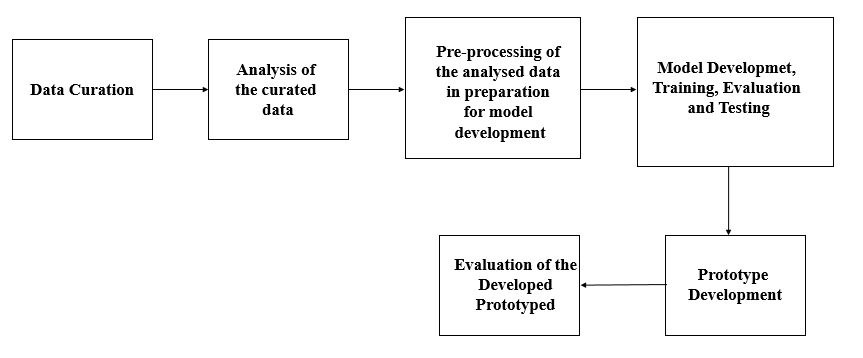 Data Curation
Analysis of
the curated
data
Pre-processing of
the analysed data
in preparation
for model
development
Model Developmet,
Training, Evaluation
and Testing
Prototype
Development
Evaluation of the
Developed
Prototyped